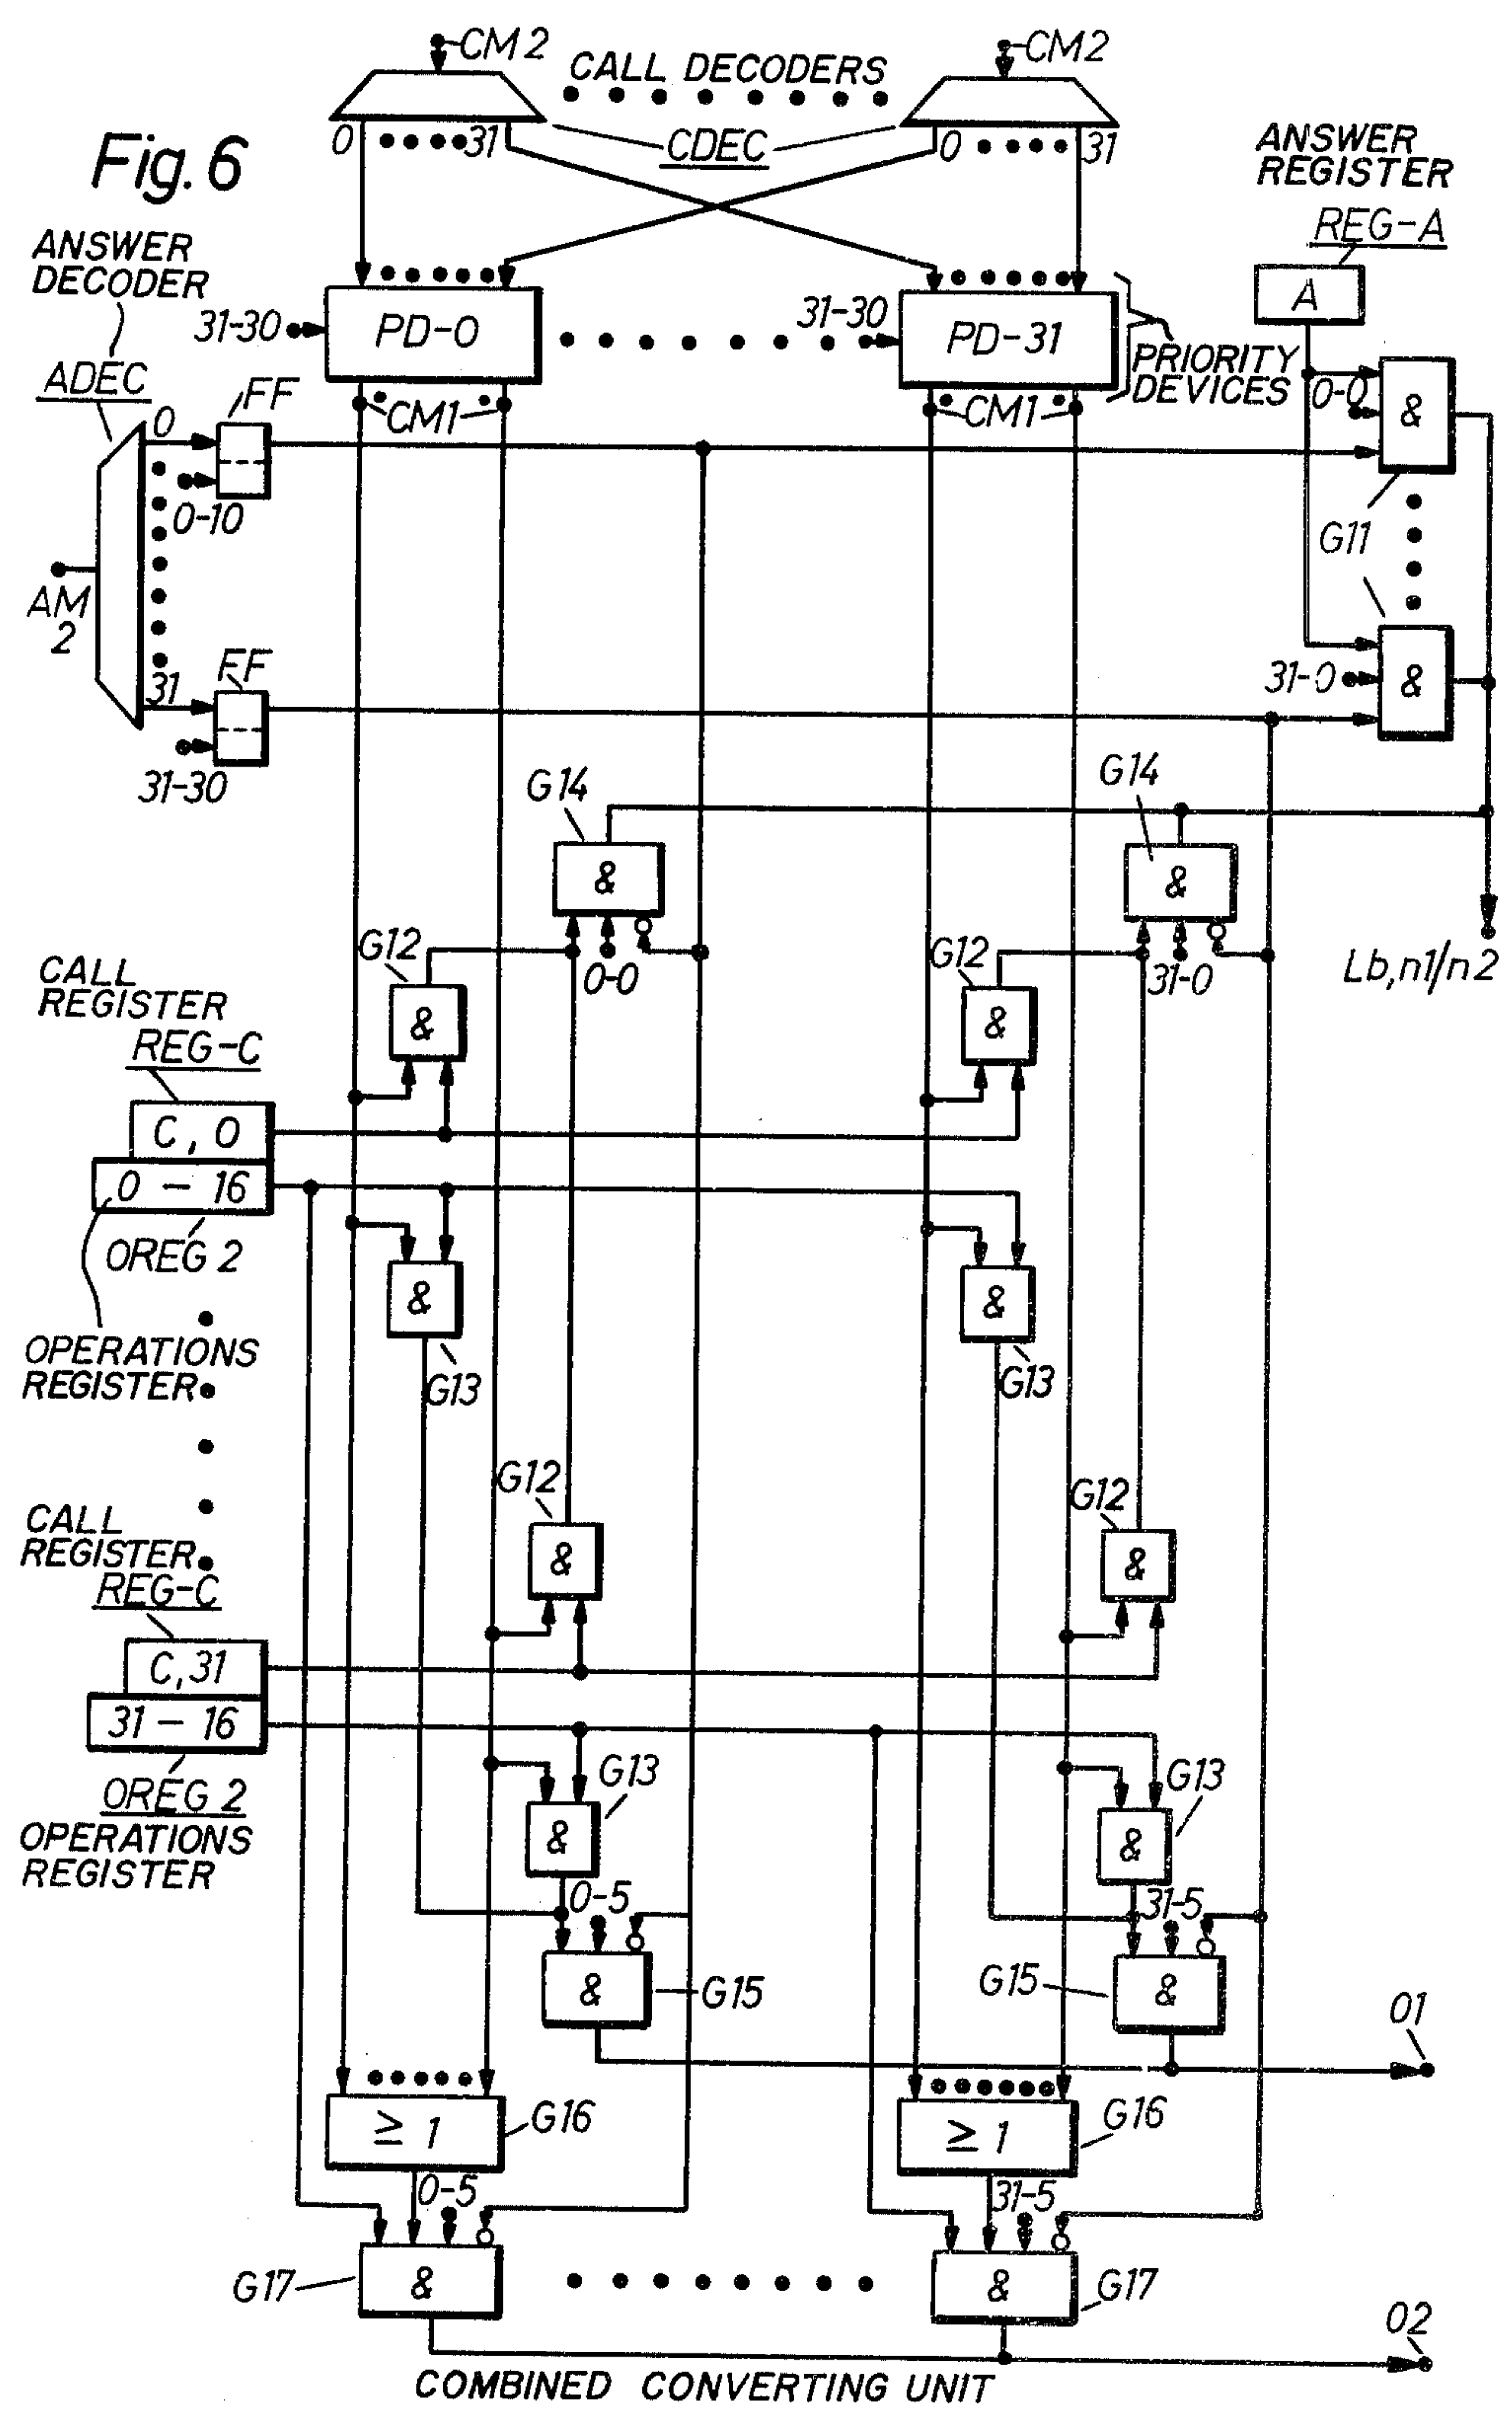 Fig. 6
CM2
CALL DECODERS
CM2
0
31
CDEC
0
31
ANSWER
REGISTER
REG-A
A
ANSWER
DECODER
ADEC
31-30
PD-0
31-30
PD-31
PRIORITY
DEVICES
CM1
CM1
0-0
&
G11
0
FF
0-10
AM
2
31
FF
31-30
31-0
&
G14
&
0-0
G14
&
31-0
Lb,n1/n2
G12
&
G12
&
CALL
REGISTER
REG-C
C, 0
0 - 16
OREG 2
OPERATIONS
REGISTER
&
G13
&
G13
G12
&
G12
&
CALL
REGISTER
REG-C
C,31
31 - 16
OREG 2
OPERATIONS
REGISTER
G13
&
G13
&
0-5
&
G15
31-5
G15
&
01
≥ 1
G16
≥ 1
G16
0-5
31-5
G17
&
&
G17
02
COMBINED CONVERTING UNIT